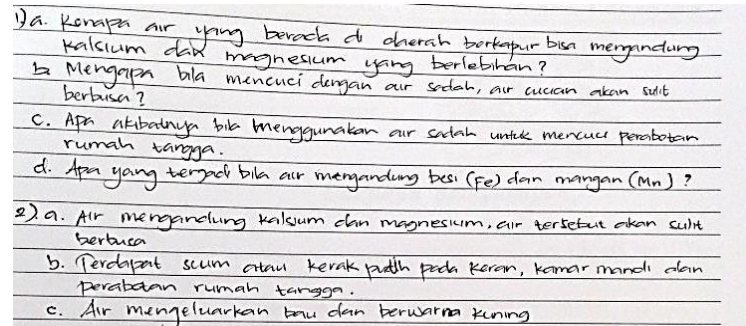 1) a. Kenapa air yang berada di daerah berkapur bisa mengandung
kalsium dan magnesium yang berlebihan?
b. Mengapa bila mencuci dengan air sadah, air cucian akan sulit
berbusa?
c. Apa akibatnya bila menggunakan air sadah untuk mencuci perabotan
rumah tangga.
d. Apa yang terjadi bila air mengandung besi (Fe) dan mangan (Mn)?
2). a. Air mengandung kalsium dan magnesium, air tersebut akan sulit
berbusa
b. Terdapat scum atau kerak putih pada keran, kamar mandi dan
perabotan rumah tangga.
c. Air mengeluarkan bau dan berwarna kuning